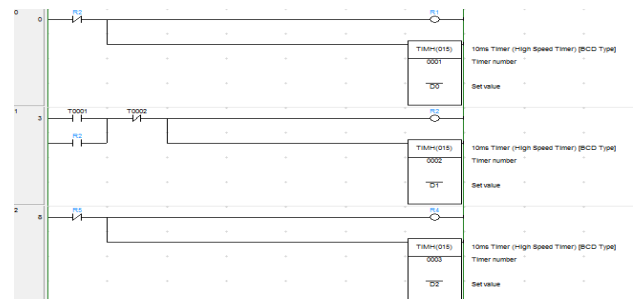 0 0 R2 R1
TIMH(015) 10ms Timer (High Speed Timer) [BCD Type]
0001 Timer number
D0 Set value
1 3 T0001 T0002 R2
R2
TIMH(015) 10ms Timer (High Speed Timer) [BCD Type]
0002 Timer number
D1 Set value
2 8 R5 R4
TIMH(015) 10ms Timer (High Speed Timer) [BCD Type]
0003 Timer number
D2 Set value